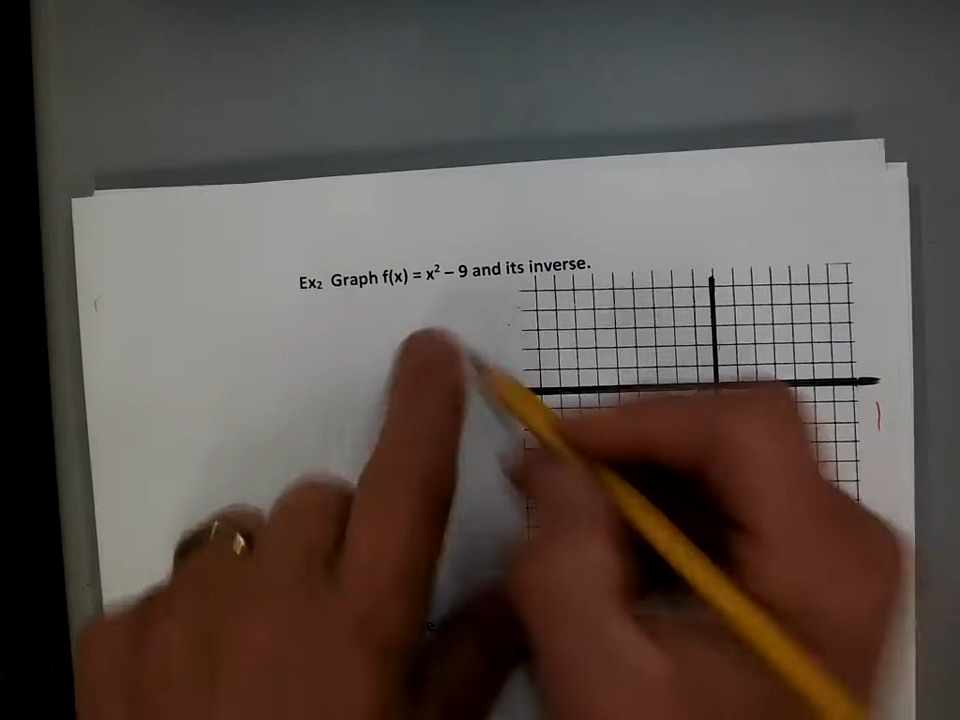 Ex₂ Graph f(x) = x² – 9 and its inverse.